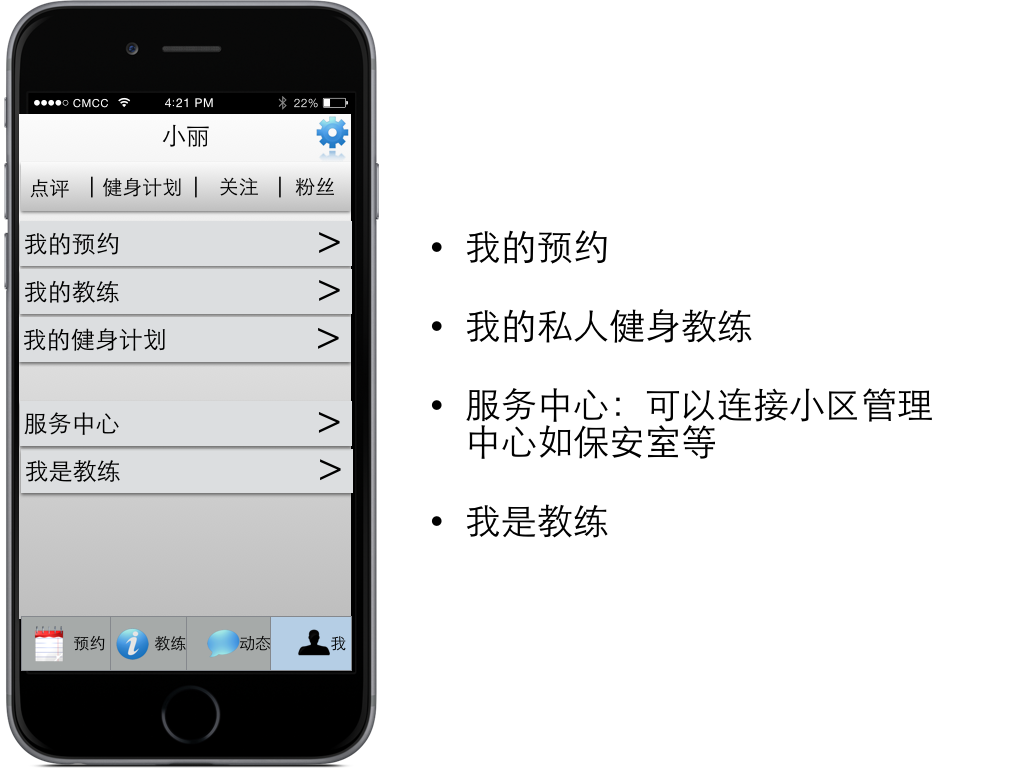 CMCC 4:21 PM 22%
小丽
点评 | 健身计划 | 关注 | 粉丝
我的预约 >
我的教练 >
我的健身计划 >
服务中心 >
我是教练 >
预约 教练 动态 我
• 我的预约
• 我的私人健身教练
• 服务中心：可以连接小区管理
中心如保安室等
• 我是教练